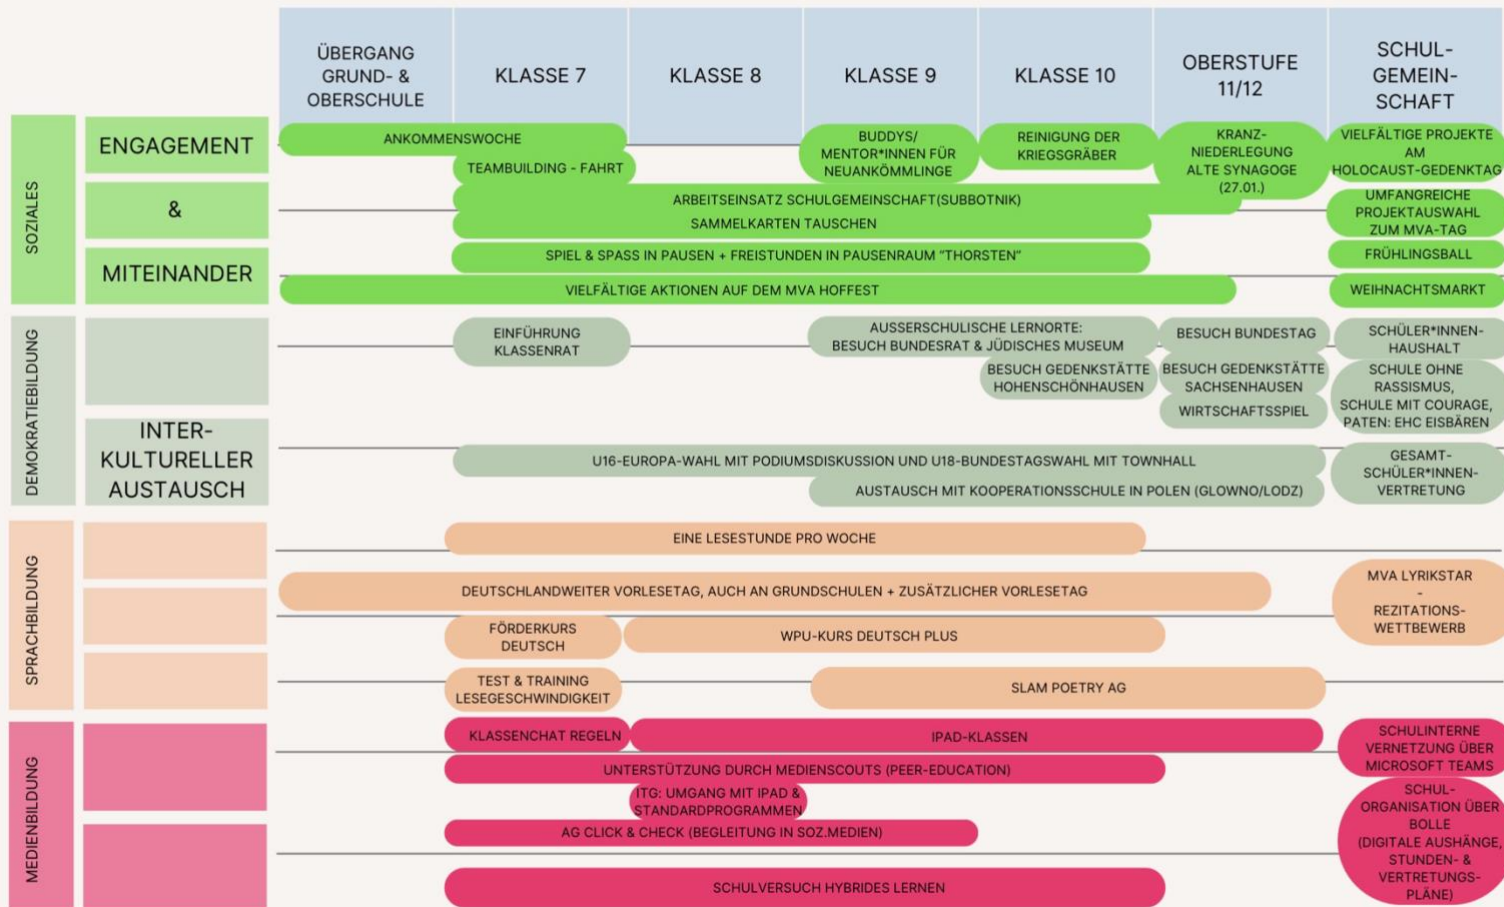 ÜBERGANG
GRUND- &
OBERSCHULE
KLASSE 7
KLASSE 8
KLASSE 9
KLASSE 10
OBERSTUFE
11/12
SCHUL-
GEMEIN-
SCHAFT
SOZIALES
ENGAGEMENT
&
MITEINANDER
ANKOMMENSWOCHE
TEAMBUILDING - FAHRT
BUDDYS/
MENTOR*INNEN FÜR
NEUANKÖMMLINGE
REINIGUNG DER
KRIEGSGRÄBER
KRANZ-
NIEDERLEGUNG
ALTE SYNAGOGE
(27.01.)
VIELFÄLTIGE PROJEKTE
AM
HOLOCAUST-GEDENKTAG
ARBEITSEINSATZ SCHULGEMEINSCHAFT(SUBBOTNIK)
SAMMELKARTEN TAUSCHEN
UMFANGREICHE
PROJEKTAUSWAHL
ZUM MVA-TAG
SPIEL & SPASS IN PAUSEN + FREISTUNDEN IN PAUSENRAUM "THORSTEN"
FRÜHLINGSBALL
VIELFÄLTIGE AKTIONEN AUF DEM MVA HOFFEST
WEIHNACHTSMARKT
DEMOKRATIEBILDUNG
INTER-
KULTURELLER
AUSTAUSCH
EINFÜHRUNG
KLASSENRAT
AUSSERSCHULISCHE LERNORTE:
BESUCH BUNDESRAT & JÜDISCHES MUSEUM
BESUCH BUNDESTAG
SCHÜLER*INNEN-
HAUSHALT
BESUCH GEDENKSTÄTTE
HOHENSCHÖNHAUSEN
BESUCH GEDENKSTÄTTE
SACHSENHAUSEN
WIRTSCHAFTSSPIEL
SCHULE OHNE
RASSISMUS,
SCHULE MIT COURAGE,
PATEN: EHC EISBÄREN
U16-EUROPA-WAHL MIT PODIUMSDISKUSSION UND U18-BUNDESTAGSWAHL MIT TOWNHALL
AUSTAUSCH MIT KOOPERATIONSSCHULE IN POLEN (GLOWNO/LODZ)
GESAMT-
SCHÜLER*INNEN-
VERTRETUNG
SPRACHBILDUNG
EINE LESESTUNDE PRO WOCHE
DEUTSCHLANDWEITER VORLESETAG, AUCH AN GRUNDSCHULEN + ZUSÄTZLICHER VORLESETAG
MVA LYRIKSTAR
-
REZITATIONS-
WETTBEWERB
FÖRDERKURS
DEUTSCH
WPU-KURS DEUTSCH PLUS
TEST & TRAINING
LESEGESCHWINDIGKEIT
SLAM POETRY AG
MEDIENBILDUNG
KLASSENCHAT REGELN
IPAD-KLASSEN
SCHULINTERNE
VERNETZUNG ÜBER
MICROSOFT TEAMS
UNTERSTÜTZUNG DURCH MEDIENSCOUTS (PEER-EDUCATION)
ITG: UMGANG MIT IPAD &
STANDARDPROGRAMMEN
AG CLICK & CHECK (BEGLEITUNG IN SOZ.MEDIEN)
SCHUL-
ORGANISATION ÜBER
BOLLE
(DIGITALE AUSHÄNGE,
STUNDEN- &
VERTRETUNGS-
PLÄNE)
SCHULVERSUCH HYBRIDES LERNEN